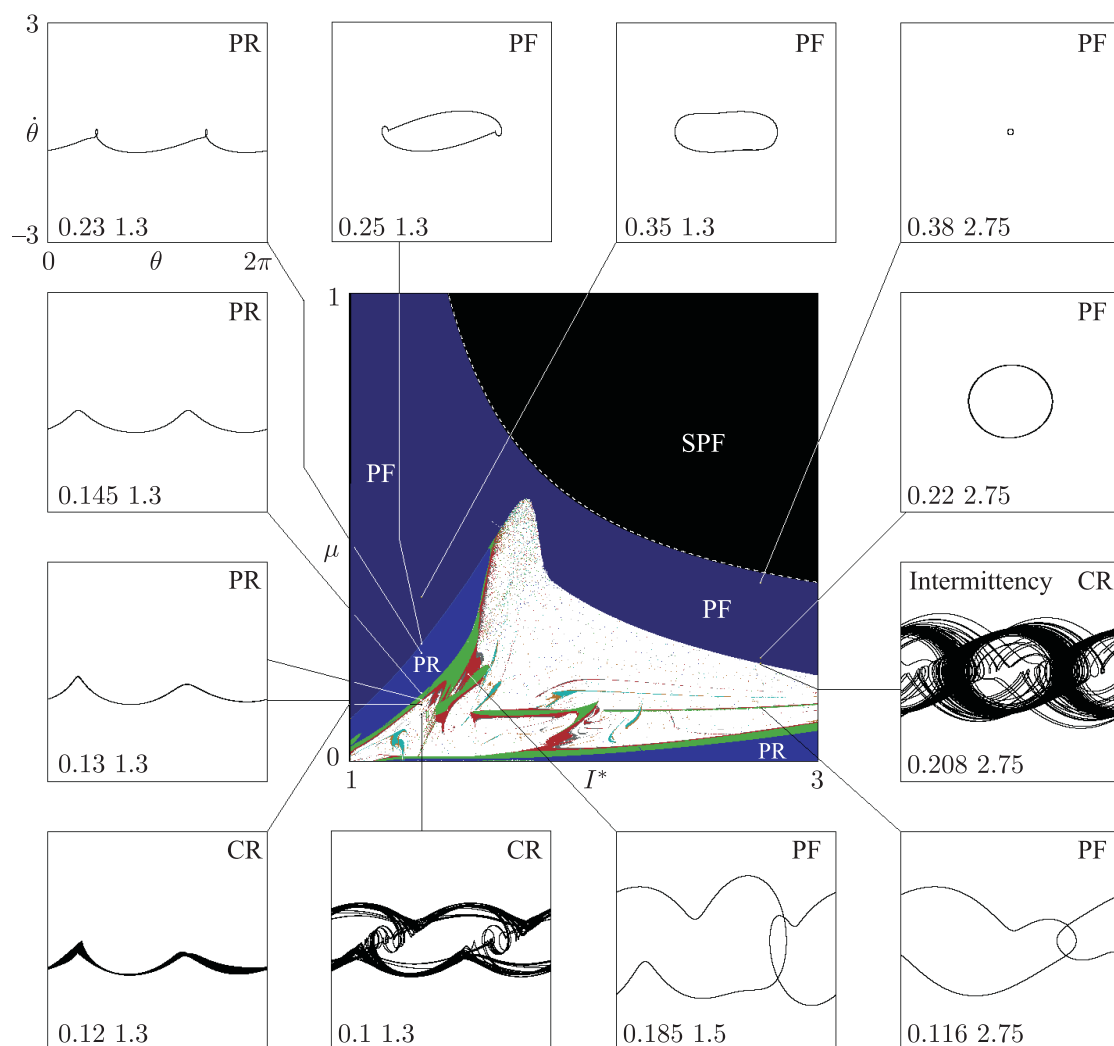 3
PR
θ̇
0.23 1.3
−3
0
θ
2π
PF
0.25 1.3
PF
0.35 1.3
PF
0.38 2.75
PR
0.145 1.3
1
PF
SPF
μ
PF
PR
PR
0
1
I*
3
PF
0.22 2.75
PR
0.13 1.3
Intermittency CR
0.208 2.75
CR
0.12 1.3
CR
0.1 1.3
PF
0.185 1.5
PF
0.116 2.75